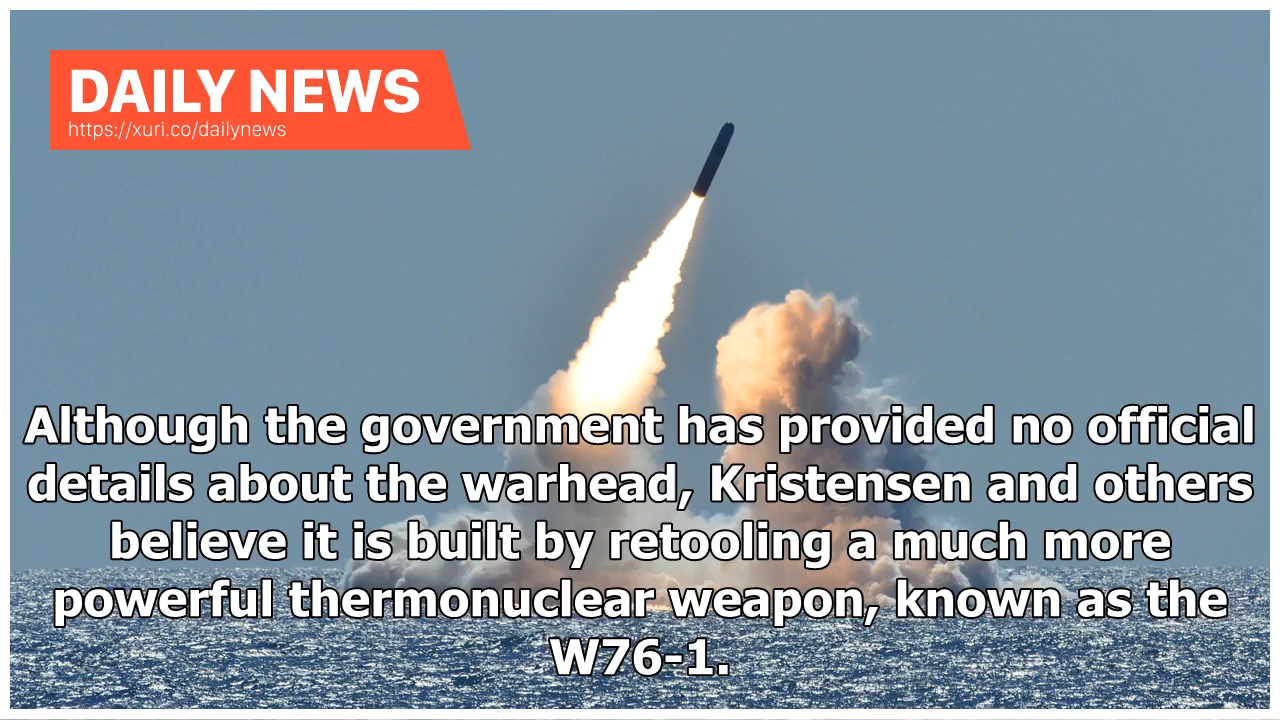 DAILY NEWS
https://xuri.co/dailynews
Although the government has provided no official
details about the warhead, Kristensen and others
believe it is built by retooling a much more
powerful thermonuclear weapon, known as the
W76-1.